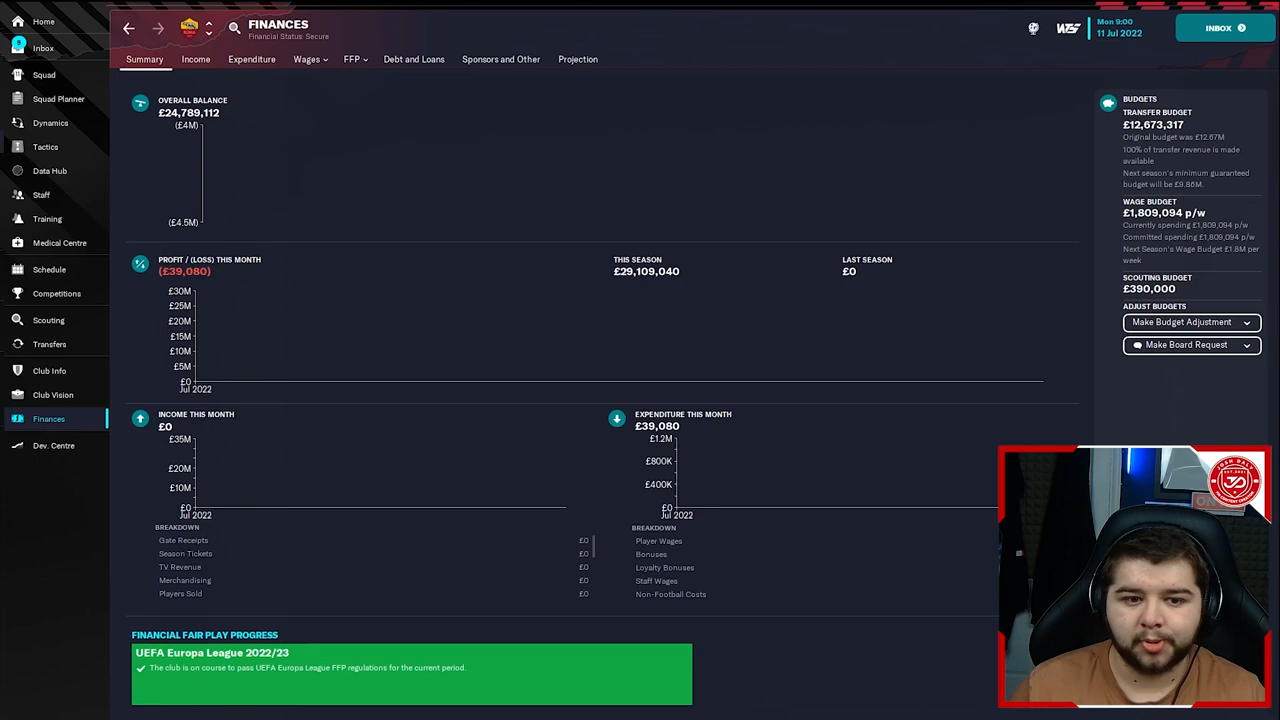 Home
FINANCES
Financial Status: Secure
Mon 9:00
11 Jul 2022
INBOX
9
Inbox
Summary
Income
Expenditure
Wages
FFP
Debt and Loans
Sponsors and Other
Projection
Squad
Squad Planner
Dynamics
Tactics
Data Hub
Staff
Training
Medical Centre
Schedule
Competitions
Scouting
Transfers
Club Info
Club Vision
Finances
Dev. Centre
OVERALL BALANCE
£24,789,112
(£4M)
(£4.5M)
PROFIT / (LOSS) THIS MONTH
(£39,080)
THIS SEASON
£29,109,040
LAST SEASON
£0
£30M
£25M
£20M
£15M
£10M
£5M
£0
Jul 2022
INCOME THIS MONTH
£0
£35M
£20M
£10M
£0
Jul 2022
BREAKDOWN
Gate Receipts £0
Season Tickets £0
TV Revenue £0
Merchandising £0
Players Sold £0
EXPENDITURE THIS MONTH
£39,080
£1.2M
£800K
£400K
£0
Jul 2022
BREAKDOWN
Player Wages
Bonuses
Loyalty Bonuses
Staff Wages
Non-Football Costs
FINANCIAL FAIR PLAY PROGRESS
UEFA Europa League 2022/23
The club is on course to pass UEFA Europa League FFP regulations for the current period.
BUDGETS
TRANSFER BUDGET
£12,673,317
Original budget was £12.67M
100% of transfer revenue is made
available
Next season's minimum guaranteed
budget will be £9.86M.
WAGE BUDGET
£1,809,094 p/w
Currently spending £1,809,094 p/w
Committed spending £1,809,094 p/w
Next Season's Wage Budget £1.8M per
week
SCOUTING BUDGET
£390,000
ADJUST BUDGETS
Make Budget Adjustment
Make Board Request
JOSH DALY